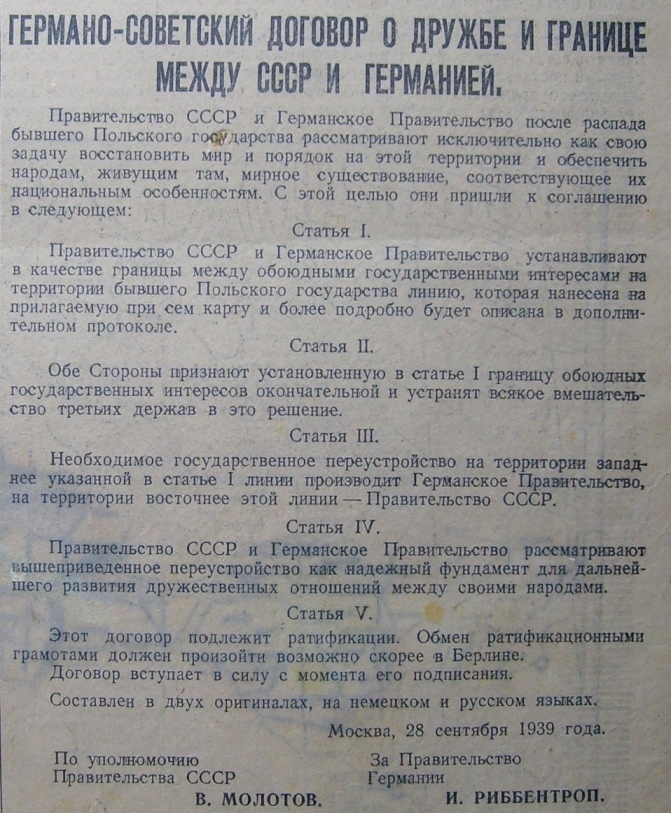 ГЕРМАНО-СОВЕТСКИЙ ДОГОВОР О ДРУЖБЕ И ГРАНИЦЕ
МЕЖДУ СССР И ГЕРМАНИЕЙ.
Правительство СССР и Германское Правительство после распада
бывшего Польского государства рассматривают исключительно как свою
задачу восстановить мир и порядок на этой территории и обеспечить
народам, живущим там, мирное существование, соответствующее их
национальным особенностям. С этой целью они пришли к соглашению
в следующем:
Статья I.
Правительство СССР и Германское Правительство устанавливают
в качестве границы между обоюдными государственными интересами на
территории бывшего Польского государства линию, которая нанесена на
прилагаемую при сем карту и более подробно будет описана в дополни-
тельном протоколе.
Статья II.
Обе Стороны признают установленную в статье I границу обоюдных
государственных интересов окончательной и устранят всякое вмешатель-
ство третьих держав в это решение.
Статья III.
Необходимое государственное переустройство на территории запад-
нее указанной в статье I линии производит Германское Правительство,
на территории восточнее этой линии — Правительство СССР.
Статья IV.
Правительство СССР и Германское Правительство рассматривают
вышеприведенное переустройство как надежный фундамент для дальней-
шего развития дружественных отношений между своими народами.
Статья V.
Этот договор подлежит ратификации. Обмен ратификационными
грамотами должен произойти возможно скорее в Берлине.
Договор вступает в силу с момента его подписания.
Составлен в двух оригиналах, на немецком и русском языках.
Москва, 28 сентября 1939 года.
По уполномочию
Правительства СССР
В. МОЛОТОВ.
За Правительство
Германии
И. РИББЕНТРОП.